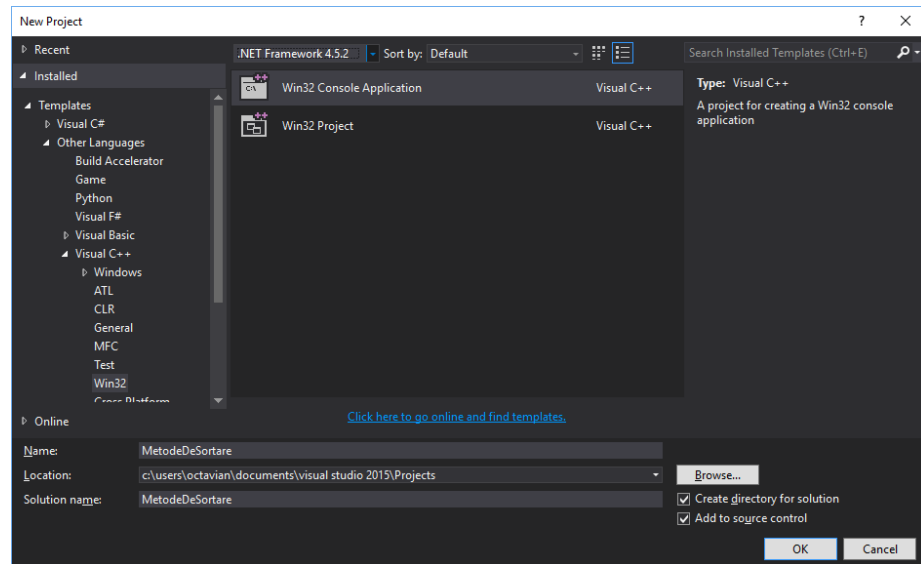 New Project
Recent
.NET Framework 4.5.2 Sort by: Default
Search Installed Templates (Ctrl+E)
Installed
Templates
Visual C#
Other Languages
Build Accelerator
Game
Python
Visual F#
Visual Basic
Visual C++
Windows
ATL
CLR
General
MFC
Test
Win32
Cross Platform
Online
Win32 Console Application Visual C++
Win32 Project Visual C++
Click here to go online and find templates.
Type: Visual C++
A project for creating a Win32 console
application
Name: MetodeDeSortare
Location: c:\users\octavian\documents\visual studio 2015\Projects
Browse...
Solution name: MetodeDeSortare
Create directory for solution
Add to source control
OK Cancel